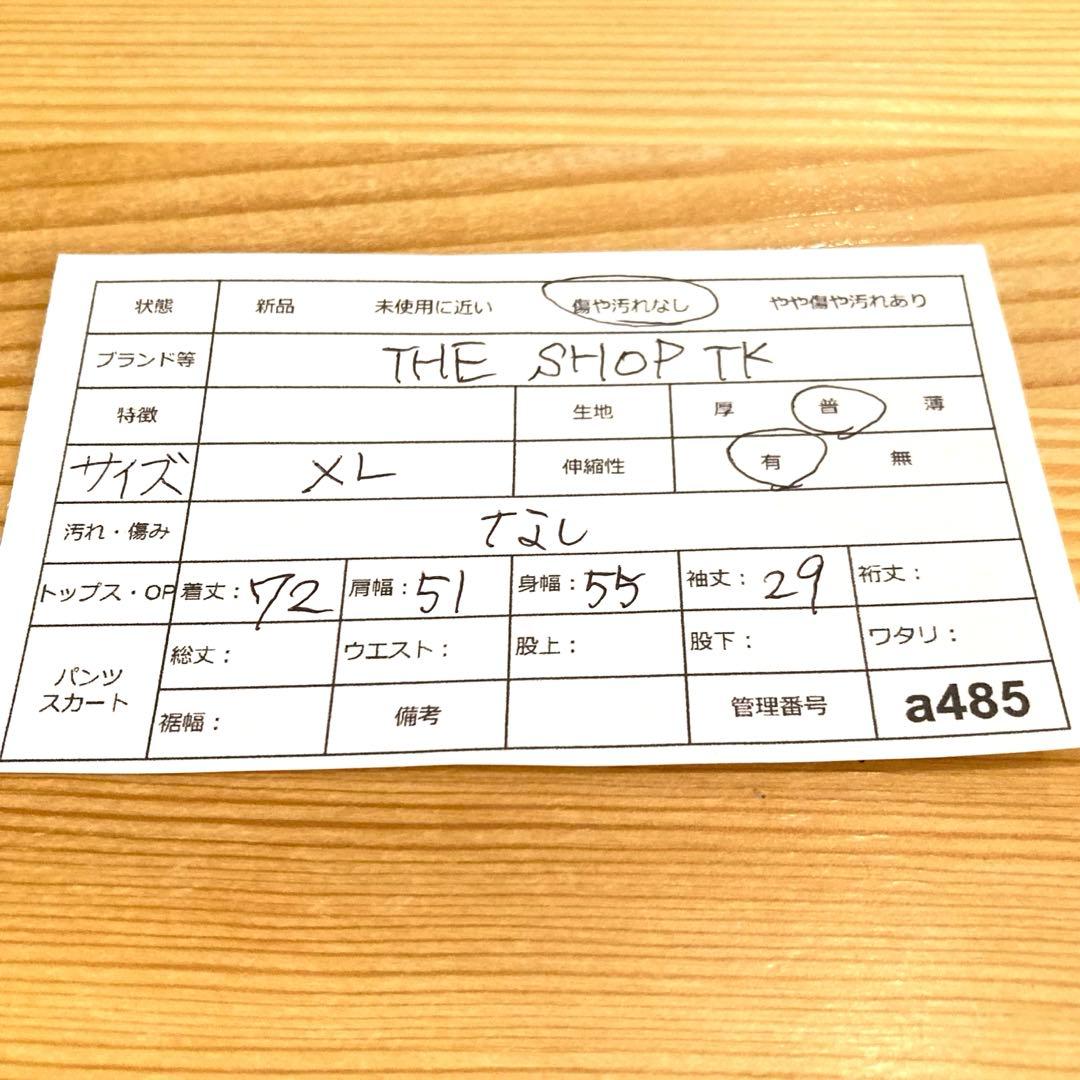 状態 新品 未使用に近い 傷や汚れなし やや傷や汚れあり
ブランド等 THE SHOP TK
特徴 生地 厚 普 薄
サイズ XL 伸縮性 有 無
汚れ・傷み なし
トップス・OP 着丈：72 肩幅：51 身幅：55 袖丈：29 裄丈：
パンツ スカート 総丈： ウエスト： 股上： 股下： ワタリ：
裾幅： 備考 管理番号 a485